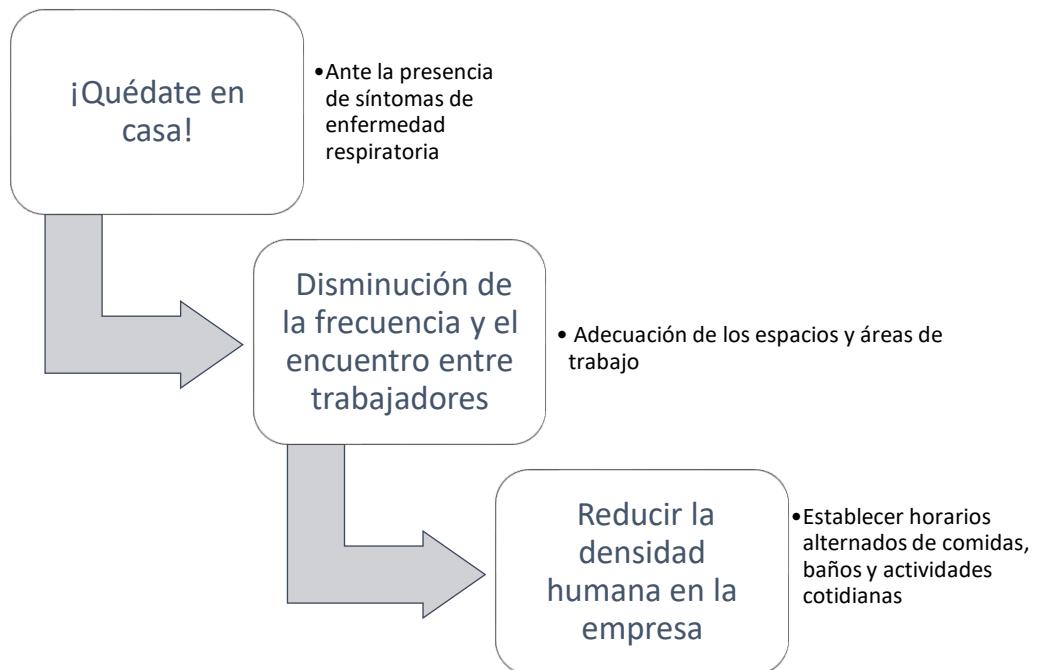 ¡Quédate en
casa!
•Ante la presencia
de síntomas de
enfermedad
respiratoria
Disminución de
la frecuencia y el
encuentro entre
trabajadores
• Adecuación de los espacios y áreas de
trabajo
Reducir la
densidad
humana en la
empresa
•Establecer horarios
alternados de comidas,
baños y actividades
cotidianas